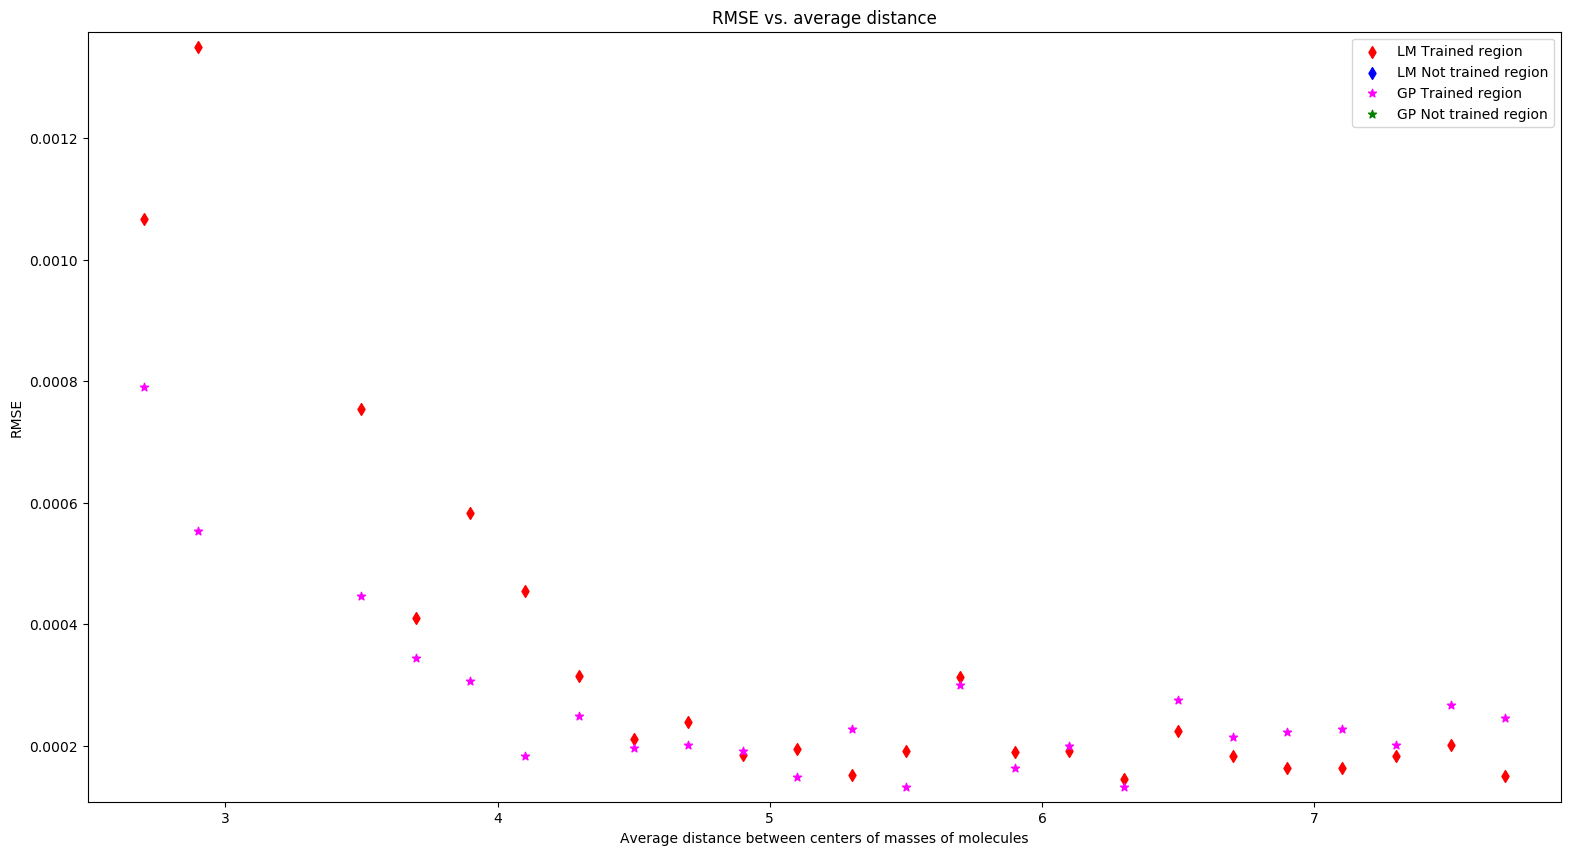 RMSE vs. average distance
LM Trained region
LM Not trained region
GP Trained region
GP Not trained region
0.0012
0.0010
0.0008
0.0006
0.0004
0.0002
RMSE
3 4 5 6 7
Average distance between centers of masses of molecules